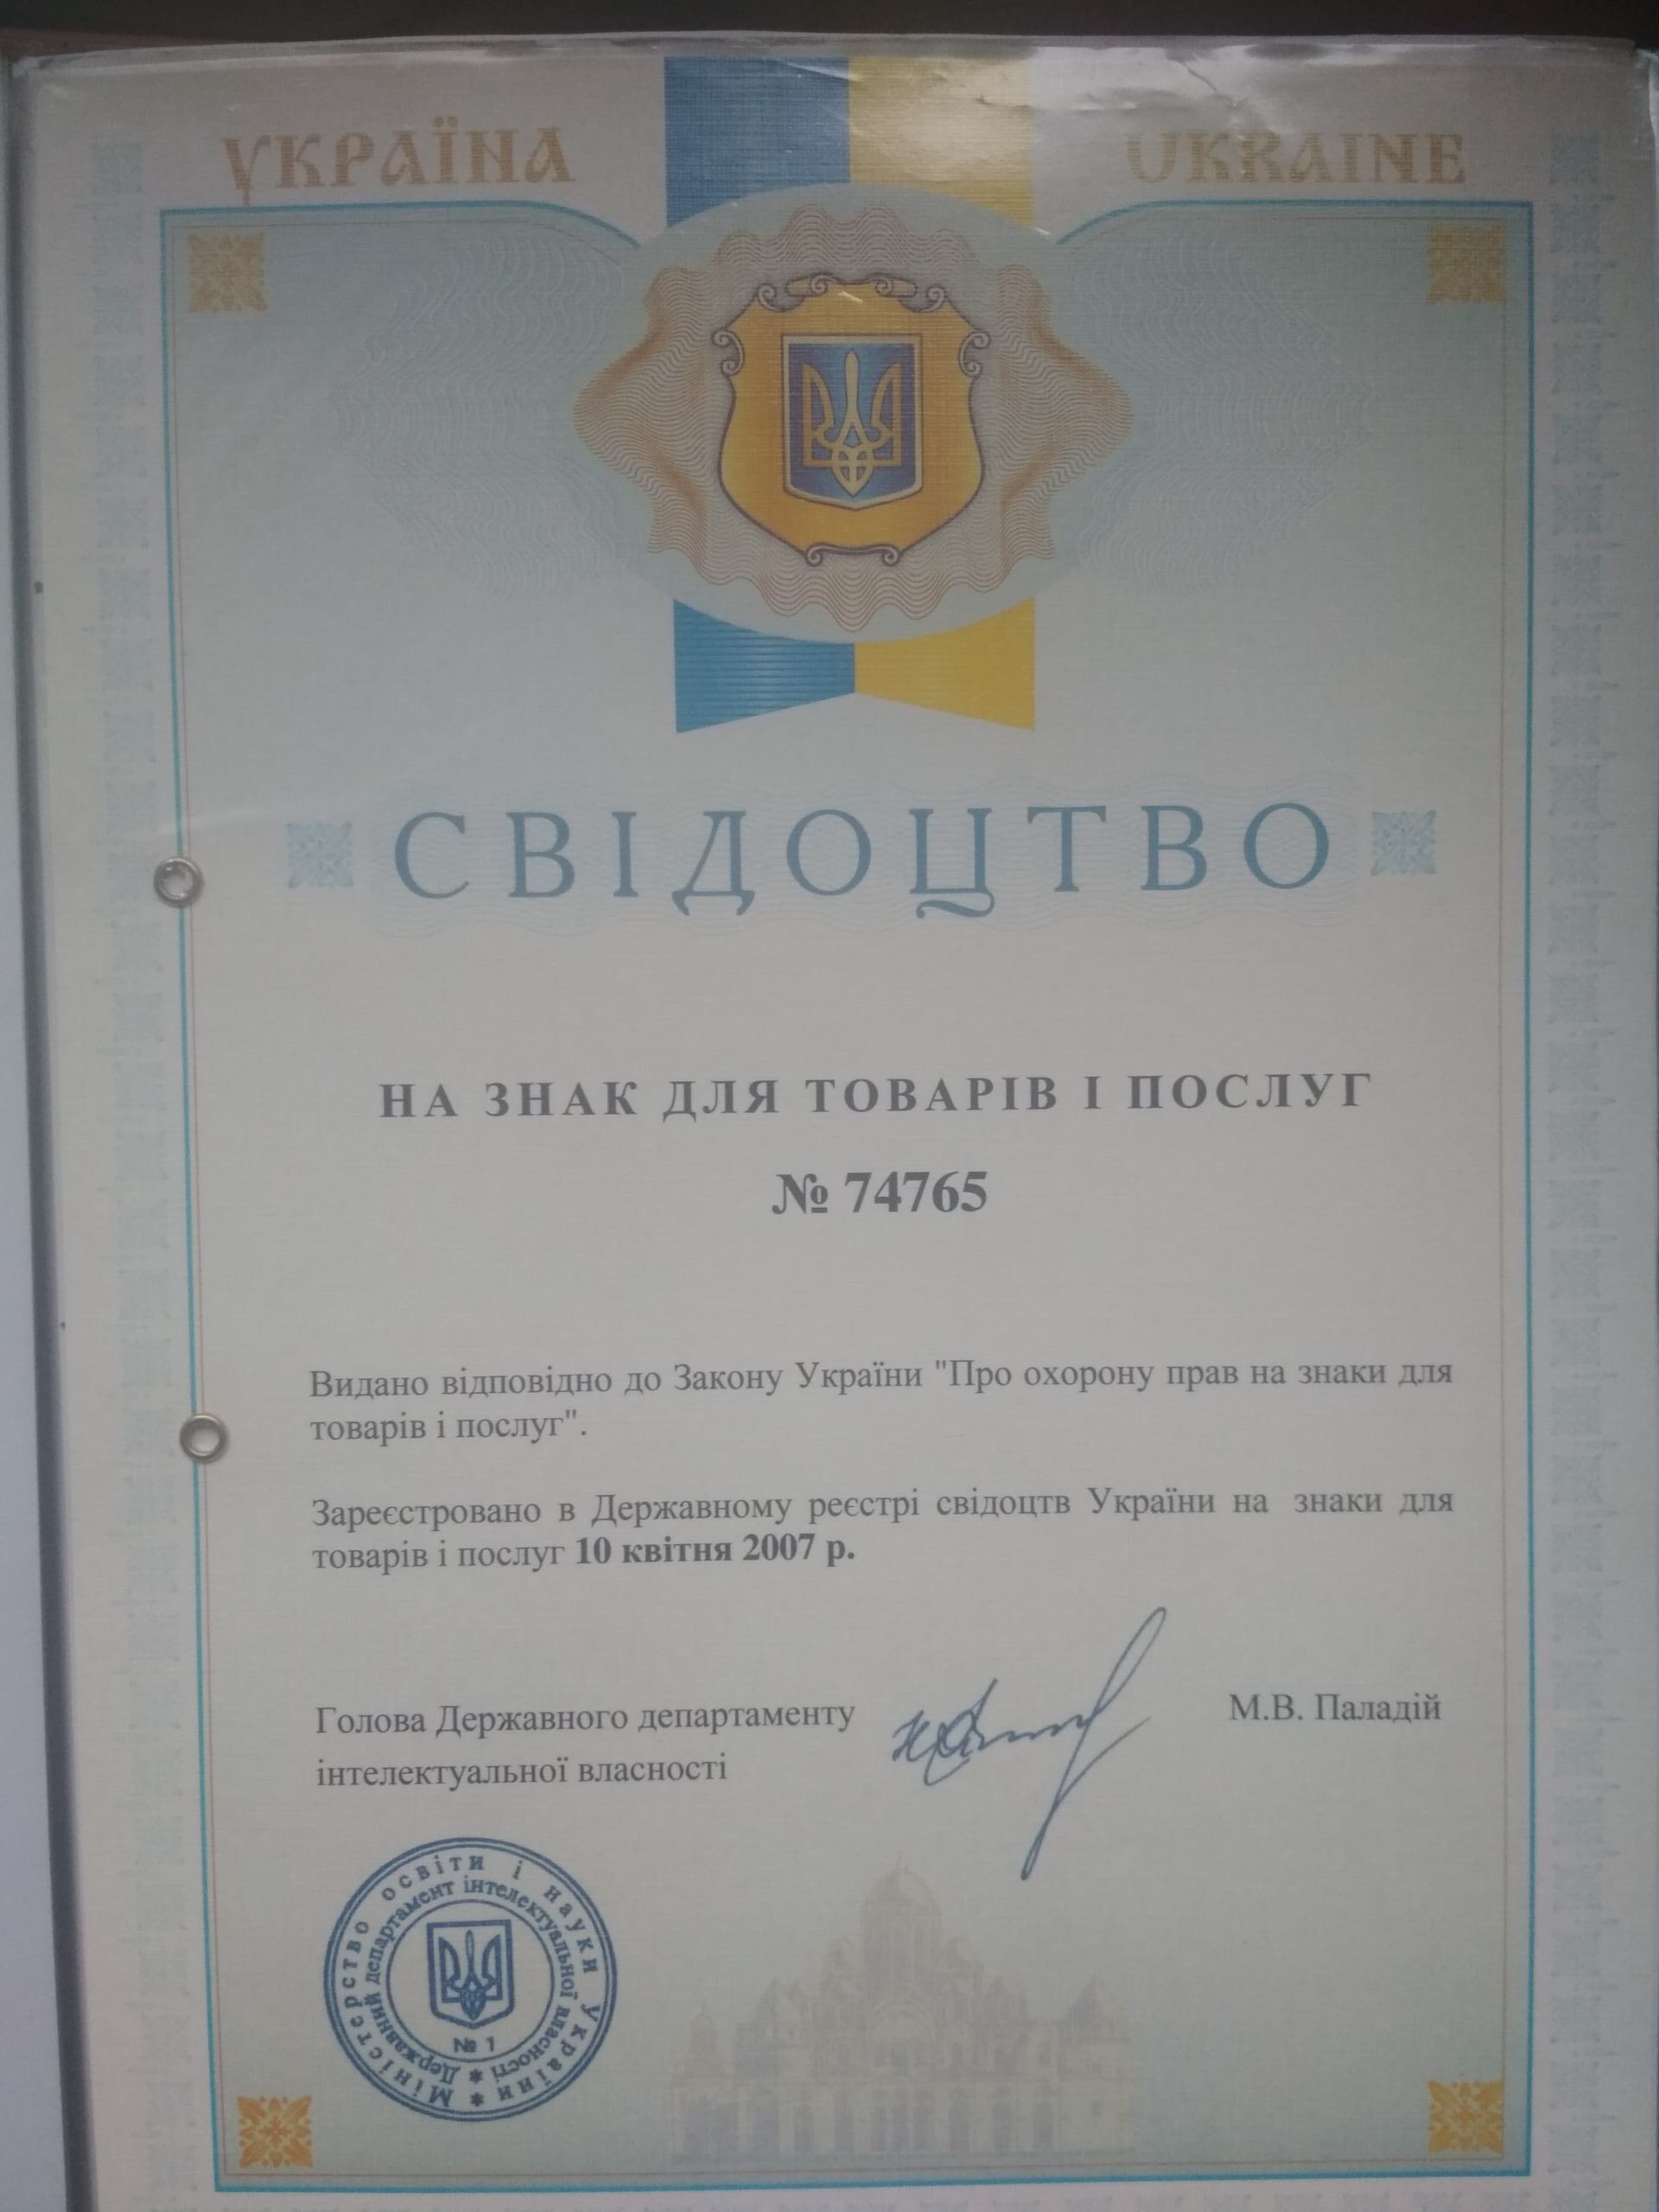 УКРАЇНА
UKRAINE
СВІДОЦТВО
НА ЗНАК ДЛЯ ТОВАРІВ І ПОСЛУГ
№ 74765
Видано відповідно до Закону України "Про охорону прав на знаки для
товарів і послуг".
Зареєстровано в Державному реєстрі свідоцтв України на знаки для
товарів і послуг 10 квітня 2007 р.
Голова Державного департаменту
інтелектуальної власності
М.В. Паладій
Міністерство освіти і науки України *
Державний департамент інтелектуальної власності *
№ 1